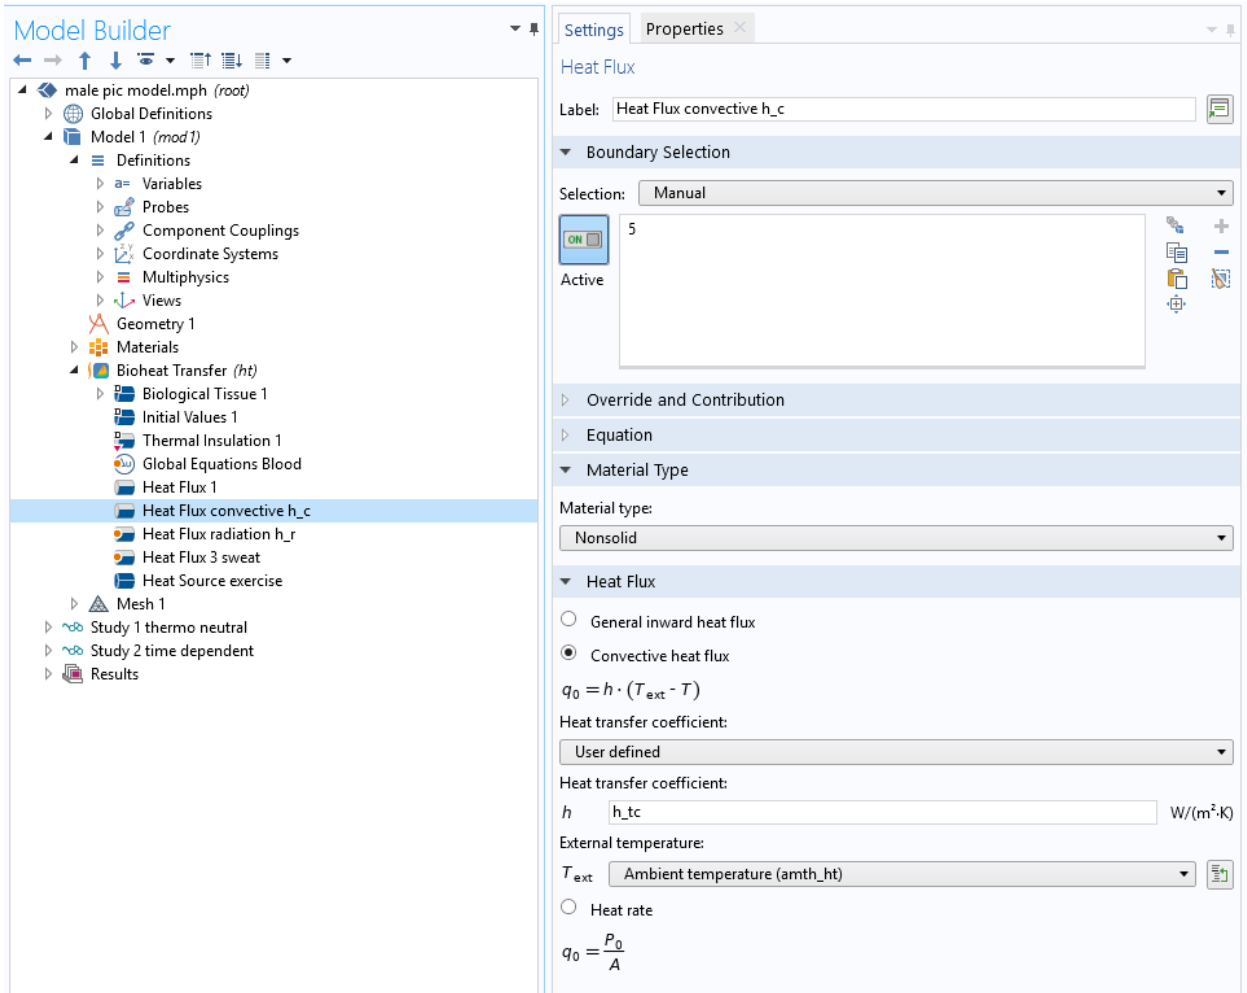 Model Builder
male pic model.mph (root)
Global Definitions
Model 1 (mod1)
Definitions
a= Variables
Probes
Component Couplings
Coordinate Systems
Multiphysics
Views
Geometry 1
Materials
Bioheat Transfer (ht)
Biological Tissue 1
Initial Values 1
Thermal Insulation 1
Global Equations Blood
Heat Flux 1
Heat Flux convective h_c
Heat Flux radiation h_r
Heat Flux 3 sweat
Heat Source exercise
Mesh 1
Study 1 thermo neutral
Study 2 time dependent
Results
Settings Properties
Heat Flux
Label: Heat Flux convective h_c
Boundary Selection
Selection: Manual
ON
Active
5
Override and Contribution
Equation
Material Type
Material type:
Nonsolid
Heat Flux
General inward heat flux
Convective heat flux
q₀ = h · (T_ext - T)
Heat transfer coefficient:
User defined
Heat transfer coefficient:
h h_tc W/(m²·K)
External temperature:
T_ext Ambient temperature (amth_ht)
Heat rate
q₀ = P₀/A